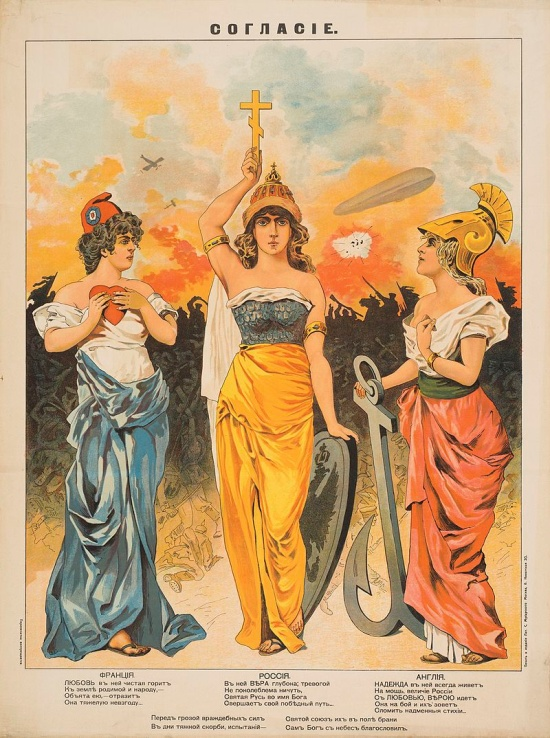 СОГЛАСІЕ.
ФРАНЦІЯ.
ЛЮБОВЬ въ ней чистая горитъ
Къ землѣ родимой и народу,—
Объята ею,—отразитъ
Она тяжелую невзгоду...
РОССІЯ.
Въ ней ВѢРА глубока; тревогой
Не поколеблема ничуть,
Святая Русь во имя Бога
Совершаетъ свой побѣдный путь...
АНГЛІЯ.
НАДЕЖДА въ ней всегда живетъ
На мощь, величіе Россіи
Съ ЛЮБОВЬЮ, ВѢРОЮ идетъ
Она на бой и ихъ зоветъ
Сломить надменныя стихіи...
Передъ грозой враждебныхъ силъ
Въ дни тяжкой скорби, испытаній—
Святой союзъ ихъ въ полѣ брани
Самъ Богъ съ небесъ благословилъ.